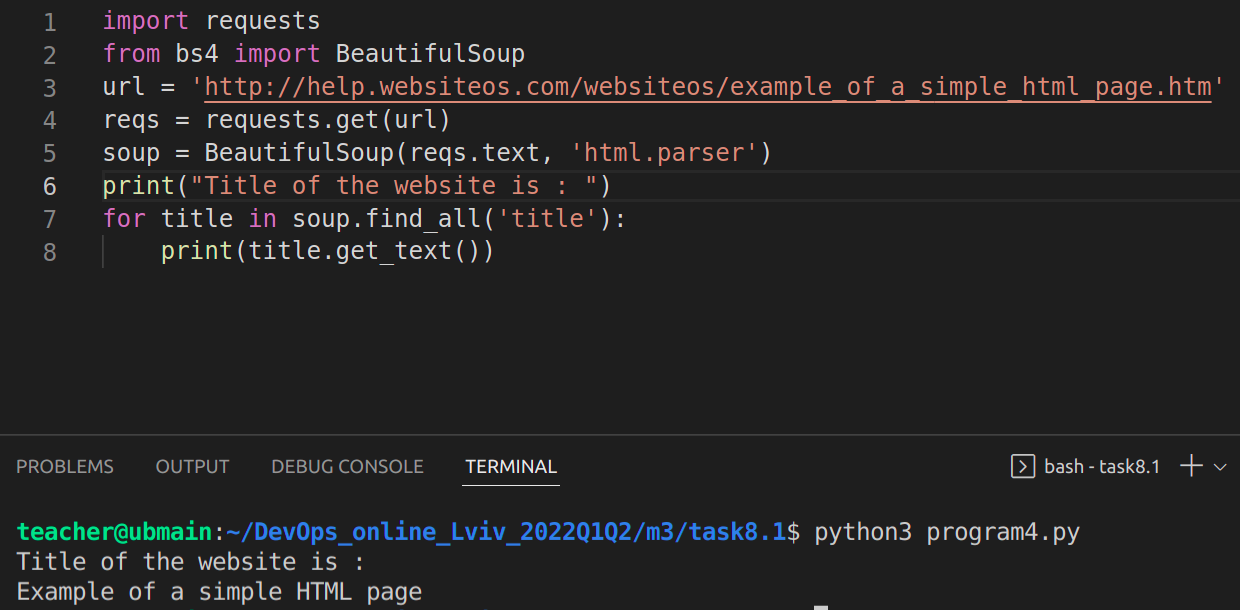 1 import requests
2 from bs4 import BeautifulSoup
3 url = 'http://help.websiteos.com/websiteos/example_of_a_simple_html_page.htm'
4 reqs = requests.get(url)
5 soup = BeautifulSoup(reqs.text, 'html.parser')
6 print("Title of the website is : ")
7 for title in soup.find_all('title'):
8     print(title.get_text())
PROBLEMS OUTPUT DEBUG CONSOLE TERMINAL bash - task8.1
teacher@ubmain:~/DevOps_online_Lviv_2022Q1Q2/m3/task8.1$ python3 program4.py
Title of the website is :
Example of a simple HTML page